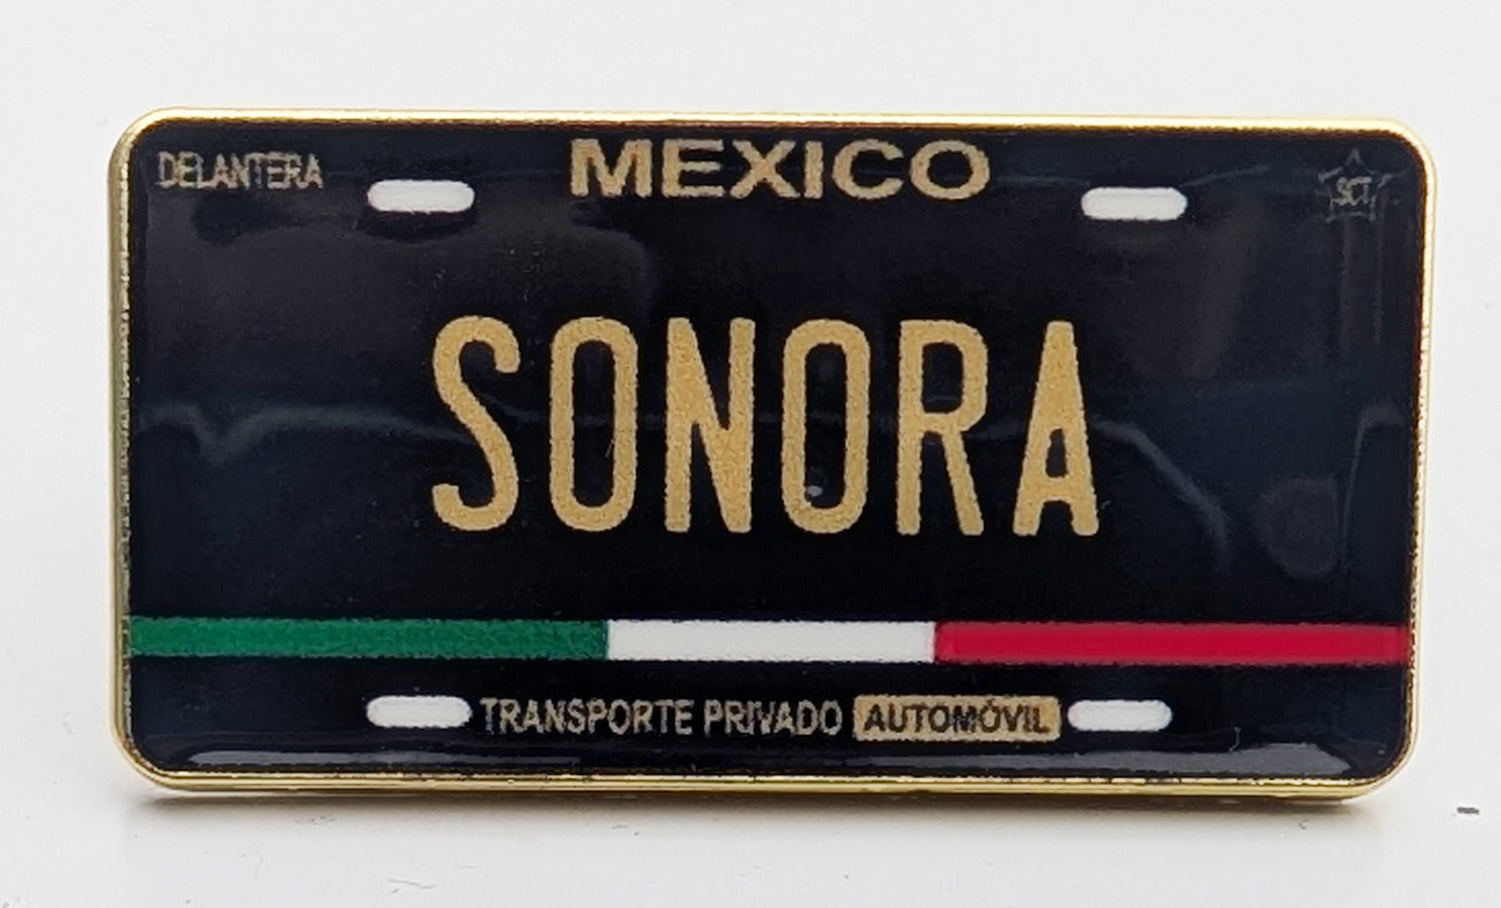 DELANTERA
MEXICO
SCT
SONORA
TRANSPORTE PRIVADO AUTOMÓVIL